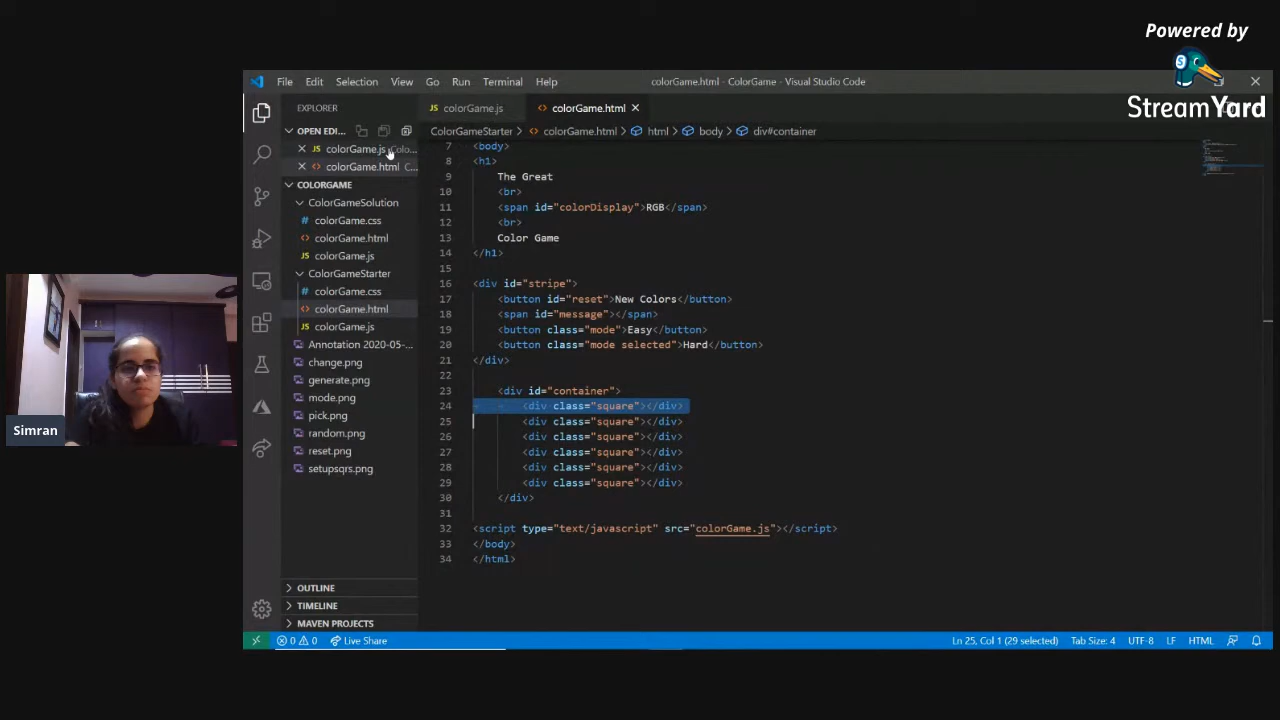 Powered by
StreamYard
File Edit Selection View Go Run Terminal Help
colorGame.html - ColorGame - Visual Studio Code
EXPLORER
OPEN EDI...
colorGame.js Colo...
colorGame.html C...
COLORGAME
ColorGameSolution
colorGame.css
colorGame.html
colorGame.js
ColorGameStarter
colorGame.css
colorGame.html
colorGame.js
Annotation 2020-05-...
change.png
generate.png
mode.png
pick.png
random.png
reset.png
setupsqrs.png
OUTLINE
TIMELINE
MAVEN PROJECTS
colorGame.js
colorGame.html
ColorGameStarter > colorGame.html > html > body > div#container
7 <body>
8 <h1>
9 The Great
10 <br>
11 <span id="colorDisplay">RGB</span>
12 <br>
13 Color Game
14 </h1>
15
16 <div id="stripe">
17 <button id="reset">New Colors</button>
18 <span id="message"></span>
19 <button class="mode">Easy</button>
20 <button class="mode selected">Hard</button>
21 </div>
22
23 <div id="container">
24 <div class="square"></div>
25 <div class="square"></div>
26 <div class="square"></div>
27 <div class="square"></div>
28 <div class="square"></div>
29 <div class="square"></div>
30 </div>
31
32 <script type="text/javascript" src="colorGame.js"></script>
33 </body>
34 </html>
0 0 Live Share
Ln 25, Col 1 (29 selected) Tab Size: 4 UTF-8 LF HTML
Simran